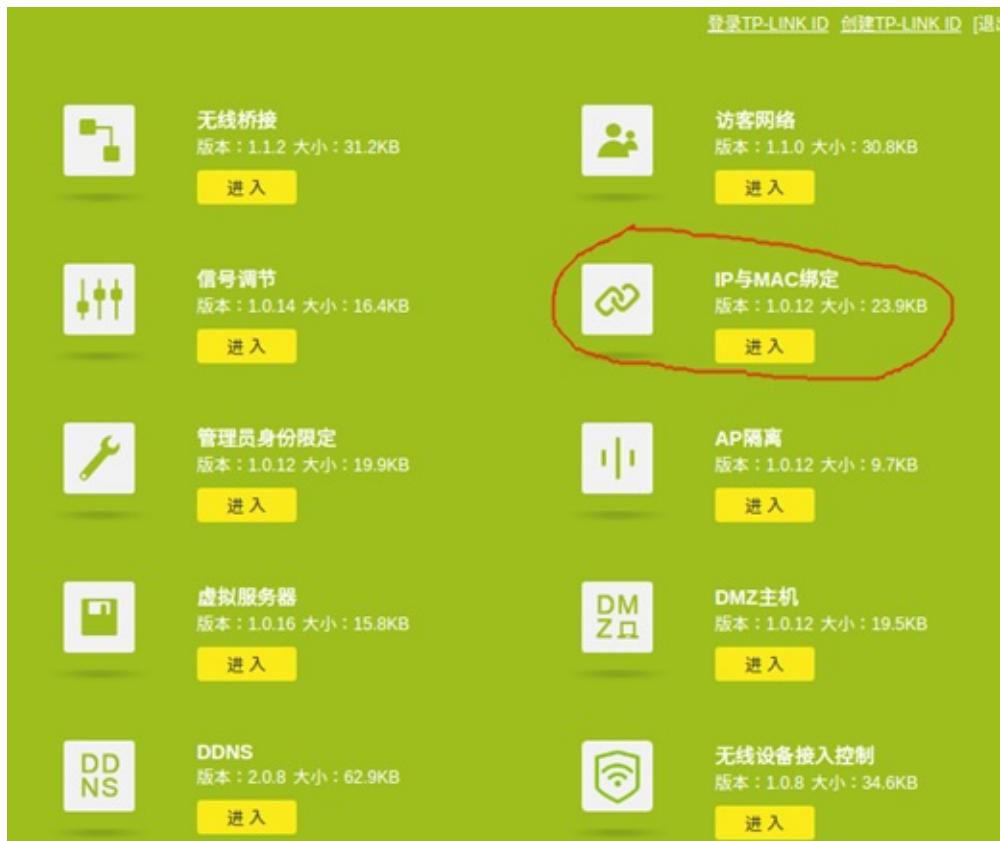 登录TP-LINK ID 创建TP-LINK ID [退出
无线桥接
版本：1.1.2 大小：31.2KB
进 入
访客网络
版本：1.1.0 大小：30.8KB
进 入
信号调节
版本：1.0.14 大小：16.4KB
进 入
IP与MAC绑定
版本：1.0.12 大小：23.9KB
进 入
管理员身份限定
版本：1.0.12 大小：19.9KB
进 入
AP隔离
版本：1.0.12 大小：9.7KB
进 入
虚拟服务器
版本：1.0.16 大小：15.8KB
进 入
DM
Z
DMZ主机
版本：1.0.12 大小：19.5KB
进 入
DD
NS
DDNS
版本：2.0.8 大小：62.9KB
进 入
无线设备接入控制
版本：1.0.8 大小：34.6KB
进 入